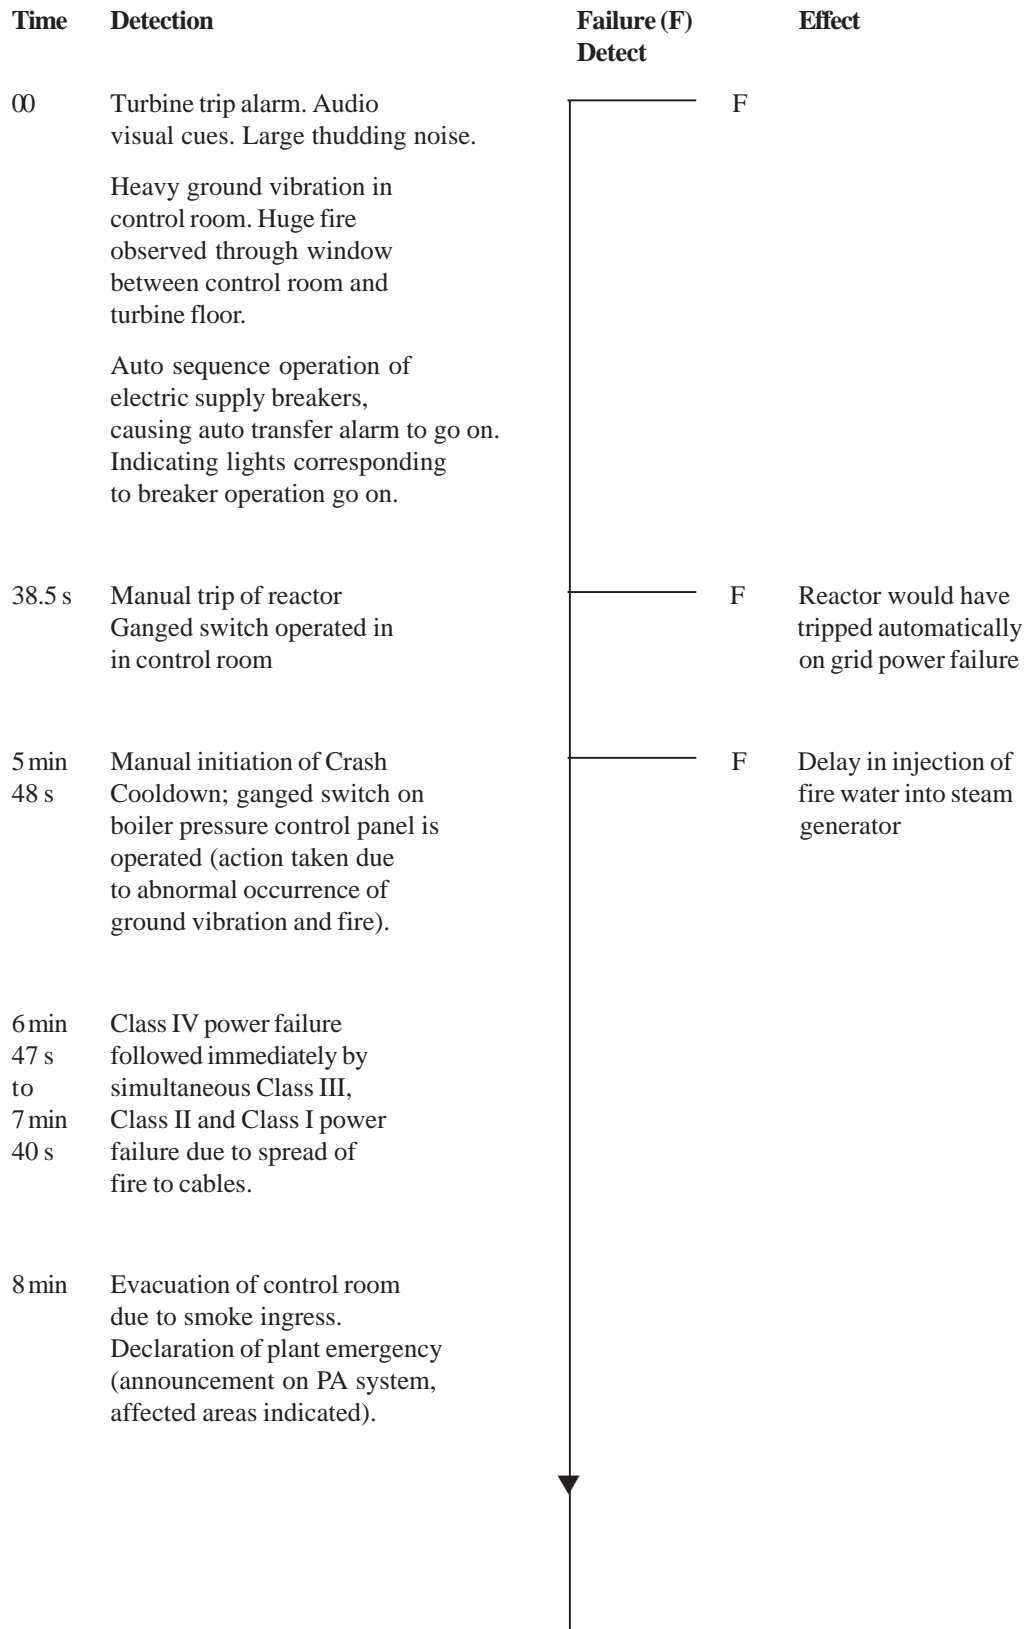 Time Detection Failure (F) Effect
Detect
00 Turbine trip alarm. Audio F
visual cues. Large thudding noise.
Heavy ground vibration in
control room. Huge fire
observed through window
between control room and
turbine floor.
Auto sequence operation of
electric supply breakers,
causing auto transfer alarm to go on.
Indicating lights corresponding
to breaker operation go on.
38.5 s Manual trip of reactor F Reactor would have
Ganged switch operated in tripped automatically
in control room on grid power failure
5 min Manual initiation of Crash F Delay in injection of
48 s Cooldown; ganged switch on fire water into steam
boiler pressure control panel is generator
operated (action taken due
to abnormal occurrence of
ground vibration and fire).
6 min Class IV power failure
47 s followed immediately by
to simultaneous Class III,
7 min Class II and Class I power
40 s failure due to spread of
fire to cables.
8 min Evacuation of control room
due to smoke ingress.
Declaration of plant emergency
(announcement on PA system,
affected areas indicated).